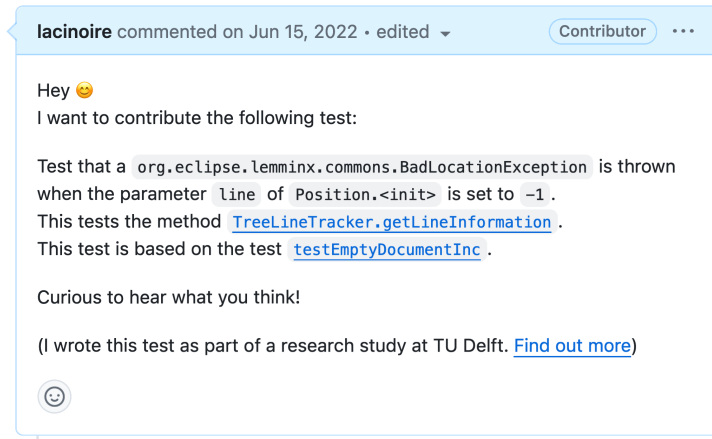 lacinoire commented on Jun 15, 2022 • edited Contributor
Hey 😊
I want to contribute the following test:
Test that a org.eclipse.lemminx.commons.BadLocationException is thrown
when the parameter line of Position.<init> is set to -1.
This tests the method TreeLineTracker.getLineInformation.
This test is based on the test testEmptyDocumentInc.
Curious to hear what you think!
(I wrote this test as part of a research study at TU Delft. Find out more)